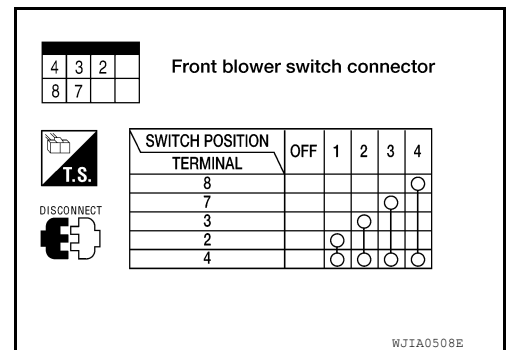 4 3 2
8 7
Front blower switch connector
T.S.
DISCONNECT
SWITCH POSITION
TERMINAL
OFF 1 2 3 4
8
7
3
2
4
WJIA0508E